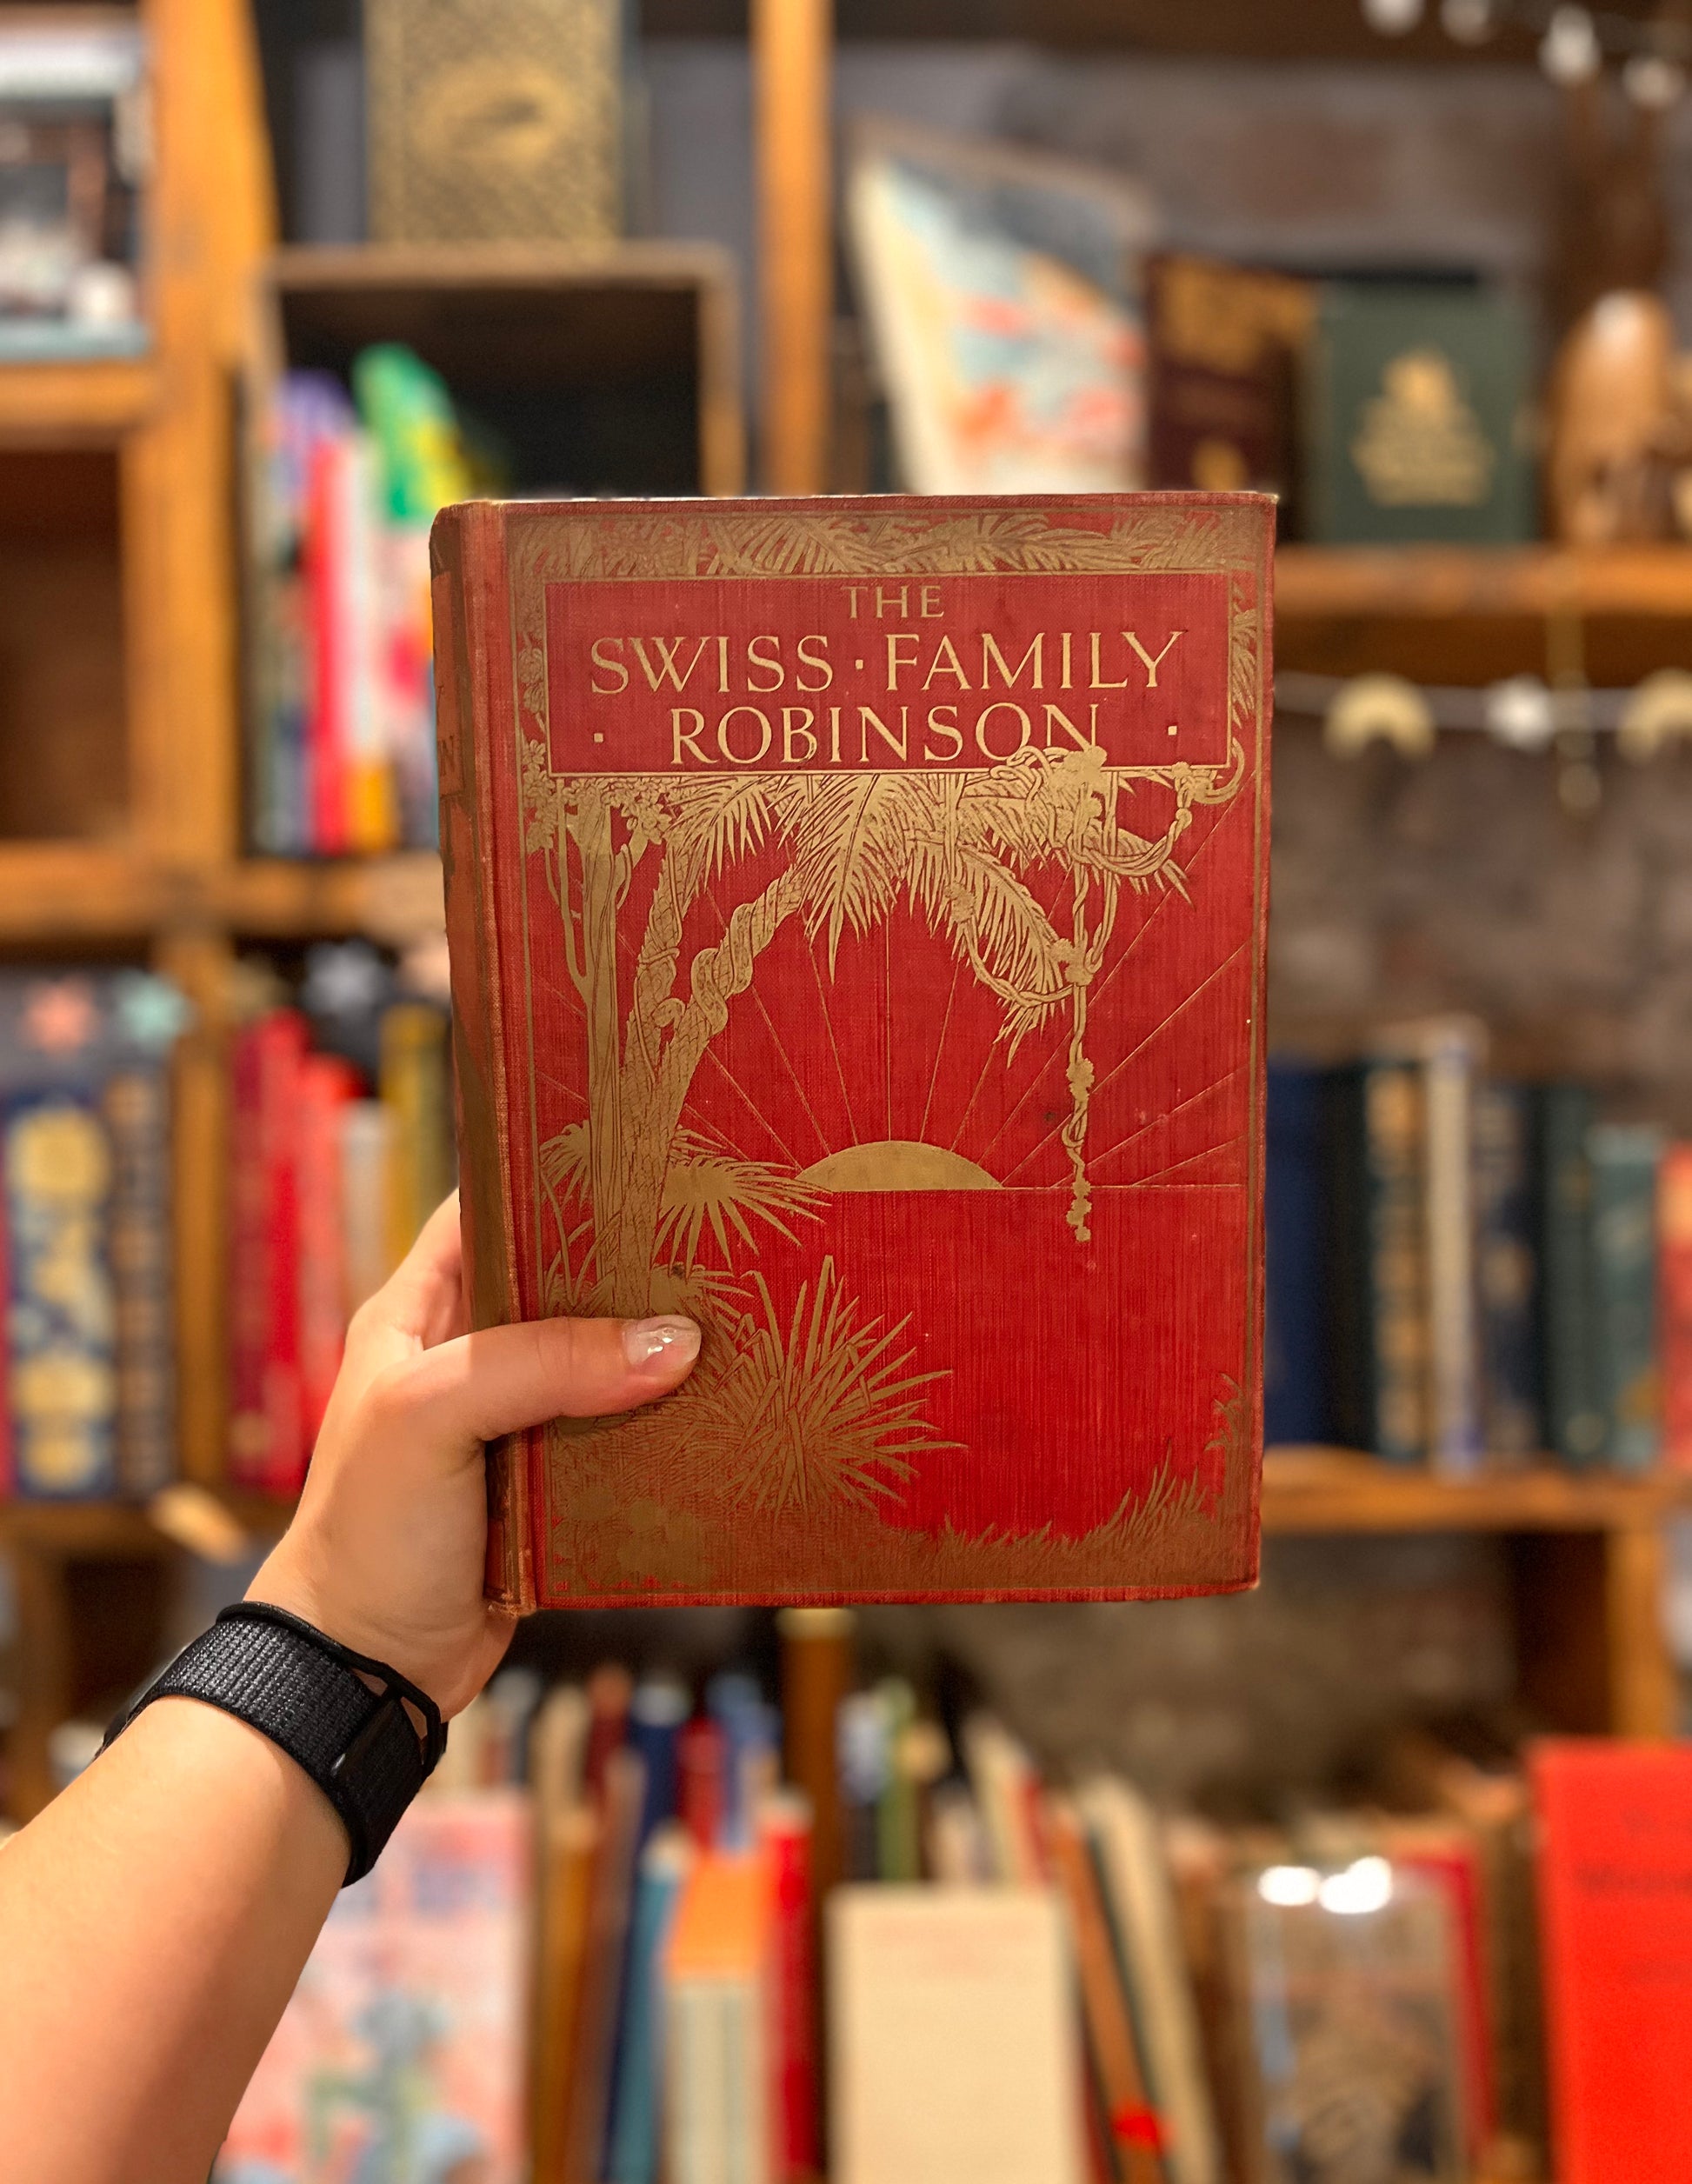 THE
SWISS · FAMILY
· ROBINSON ·